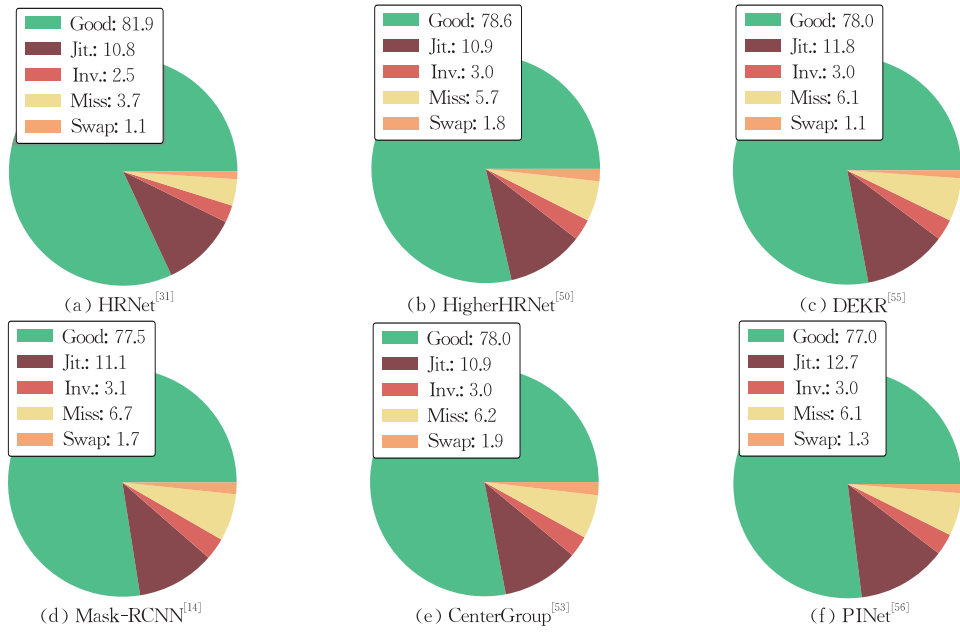 Good: 81.9
Jit.: 10.8
Inv.: 2.5
Miss: 3.7
Swap: 1.1
(a) HRNet[31]
Good: 78.6
Jit.: 10.9
Inv.: 3.0
Miss: 5.7
Swap: 1.8
(b) HigherHRNet[50]
Good: 78.0
Jit.: 11.8
Inv.: 3.0
Miss: 6.1
Swap: 1.1
(c) DEKR[55]
Good: 77.5
Jit.: 11.1
Inv.: 3.1
Miss: 6.7
Swap: 1.7
(d) Mask-RCNN[14]
Good: 78.0
Jit.: 10.9
Inv.: 3.0
Miss: 6.2
Swap: 1.9
(e) CenterGroup[53]
Good: 77.0
Jit.: 12.7
Inv.: 3.0
Miss: 6.1
Swap: 1.3
(f) PINet[56]